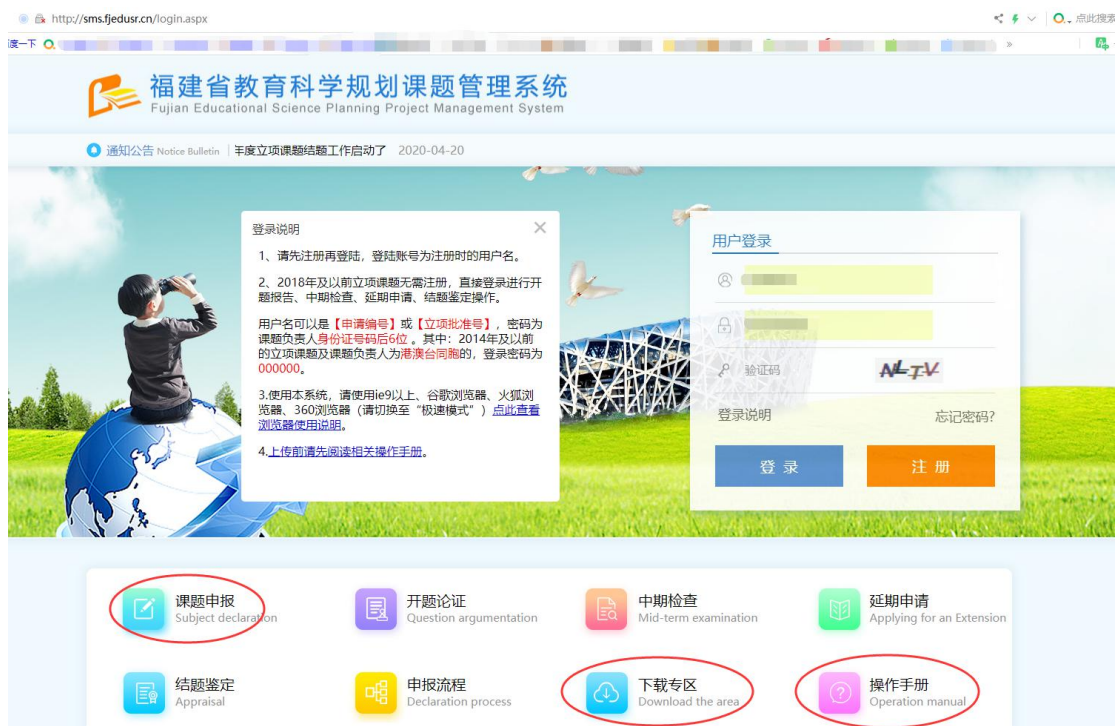 http://sms.fjedusr.cn/login.aspx
点此搜索
度一下
福建省教育科学规划课题管理系统
Fujian Educational Science Planning Project Management System
通知公告 Notice Bulletin 年度立项课题结题工作启动了 2020-04-20
登录说明
1、请先注册再登陆，登陆账号为注册时的用户名。
2、2018年及以前立项课题无需注册，直接登录进行开
题报告、中期检查、延期申请、结题鉴定操作。
用户名可以是【申请编号】或【立项批准号】，密码为
课题负责人身份证号码后6位 。其中：2014年及以前
的立项课题及课题负责人为港澳台同胞的，登录密码为
000000。
3.使用本系统，请使用ie9以上、谷歌浏览器、火狐浏
览器、360浏览器（请切换至“极速模式”）点此查看
浏览器使用说明。
4.上传前请先阅读相关操作手册。
用户登录
验证码
登录说明 忘记密码?
登 录 注 册
课题申报 开题论证 中期检查 延期申请
Subject declaration Question argumentation Mid-term examination Applying for an Extension
结题鉴定 申报流程 下载专区 操作手册
Appraisal Declaration process Download the area Operation manual